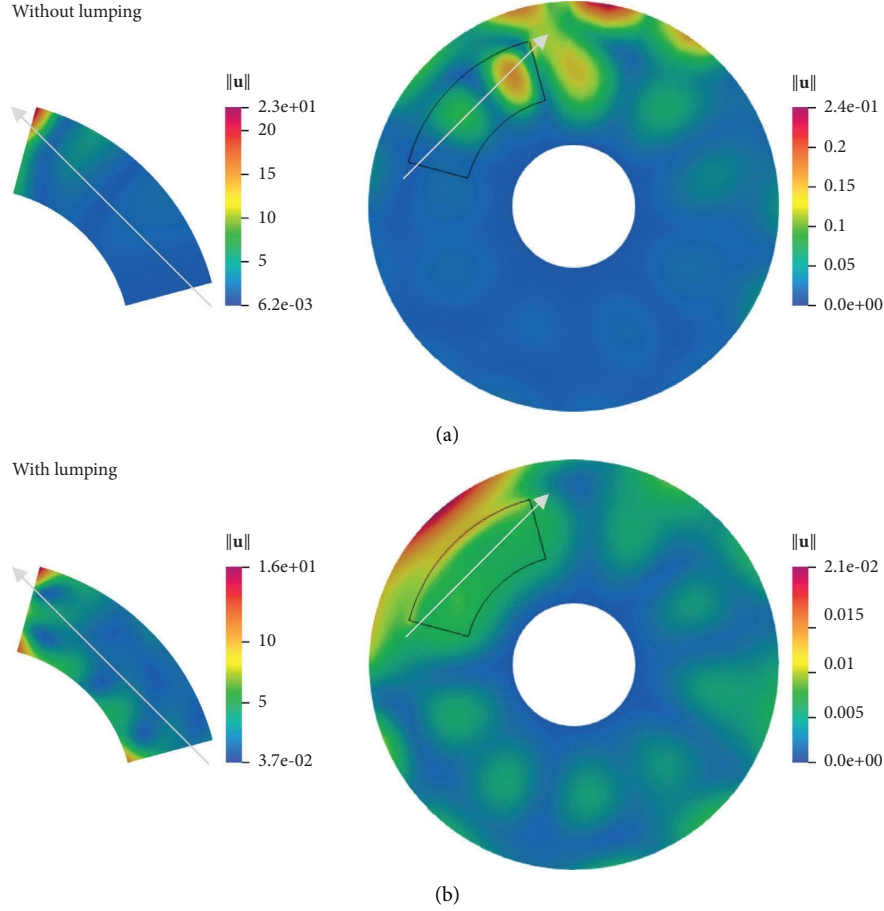 Without lumping
‖u‖
2.3e+01
20
15
10
5
6.2e-03
‖u‖
2.4e-01
0.2
0.15
0.1
0.05
0.0e+00
(a)
With lumping
‖u‖
1.6e+01
10
5
3.7e-02
‖u‖
2.1e-02
0.015
0.01
0.005
0.0e+00
(b)